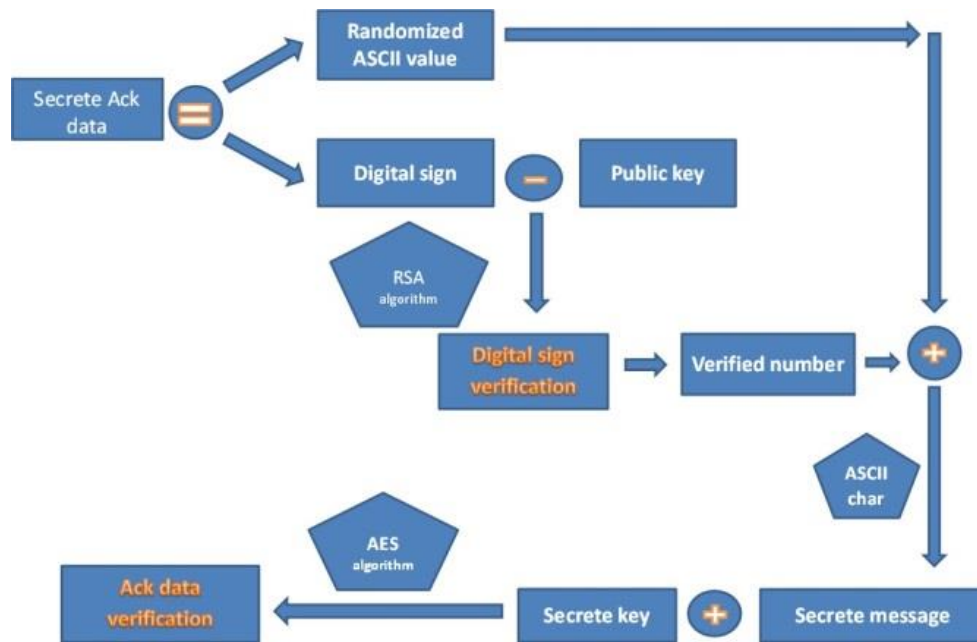 Randomized
ASCII value
Secrete Ack
data
=
Digital sign
−
Public key
RSA
algorithm
Digital sign
verification
Verified number
+
ASCII
char
AES
algorithm
Ack data
verification
Secrete key
+
Secrete message